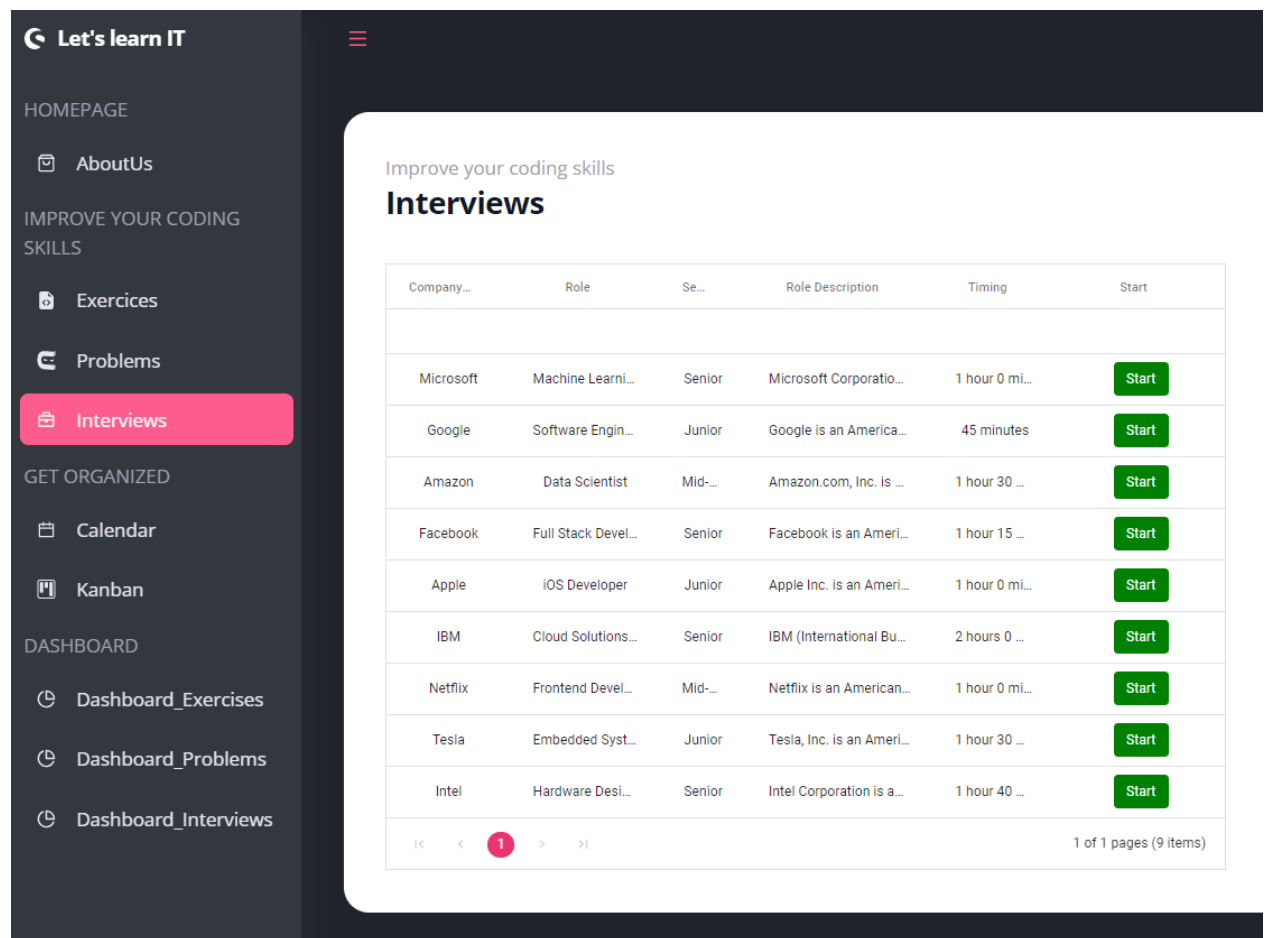 Let's learn IT
HOMEPAGE
AboutUs
IMPROVE YOUR CODING
SKILLS
Exercices
Problems
Interviews
GET ORGANIZED
Calendar
Kanban
DASHBOARD
Dashboard_Exercises
Dashboard_Problems
Dashboard_Interviews
Improve your coding skills
Interviews
Company... Role Se... Role Description Timing Start
Microsoft Machine Learni... Senior Microsoft Corporatio... 1 hour 0 mi... Start
Google Software Engin... Junior Google is an America... 45 minutes Start
Amazon Data Scientist Mid-... Amazon.com, Inc. is ... 1 hour 30 ... Start
Facebook Full Stack Devel... Senior Facebook is an Ameri... 1 hour 15 ... Start
Apple iOS Developer Junior Apple Inc. is an Ameri... 1 hour 0 mi... Start
IBM Cloud Solutions... Senior IBM (International Bu... 2 hours 0 ... Start
Netflix Frontend Devel... Mid-... Netflix is an American... 1 hour 0 mi... Start
Tesla Embedded Syst... Junior Tesla, Inc. is an Ameri... 1 hour 30 ... Start
Intel Hardware Desi... Senior Intel Corporation is a... 1 hour 40 ... Start
1 1 of 1 pages (9 items)